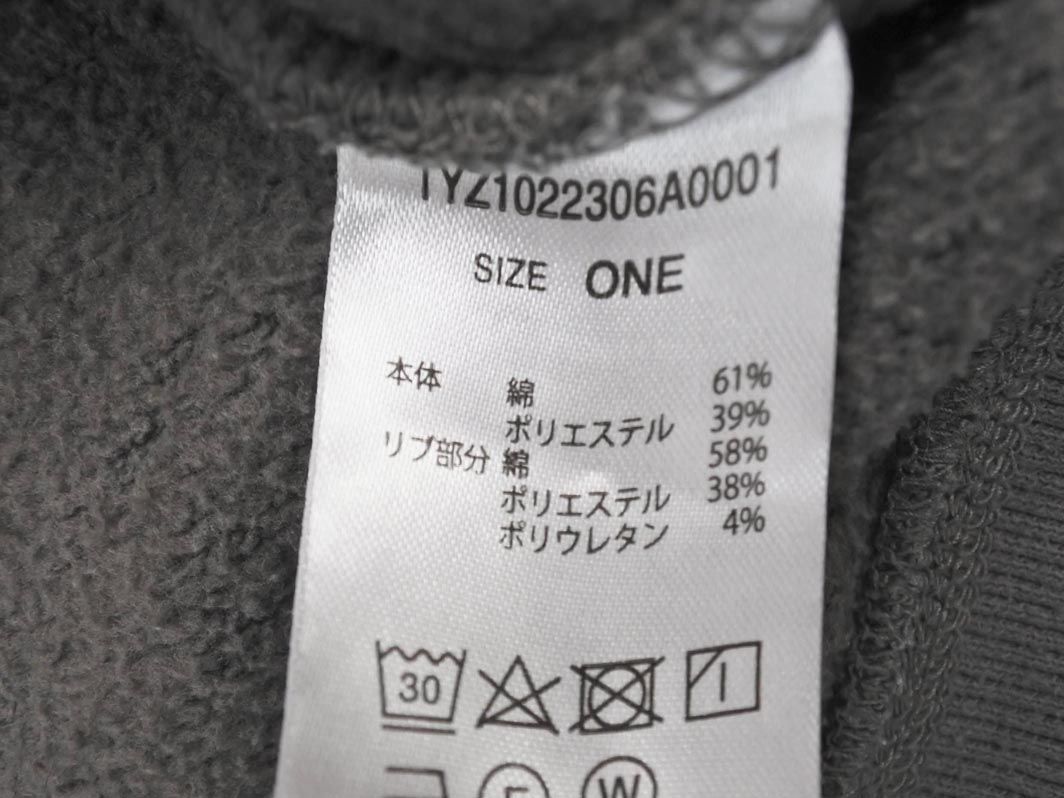 TYZ1022306A0001
SIZE ONE
本体 綿 61%
ポリエステル 39%
リブ部分 綿 58%
ポリエステル 38%
ポリウレタン 4%
30
W